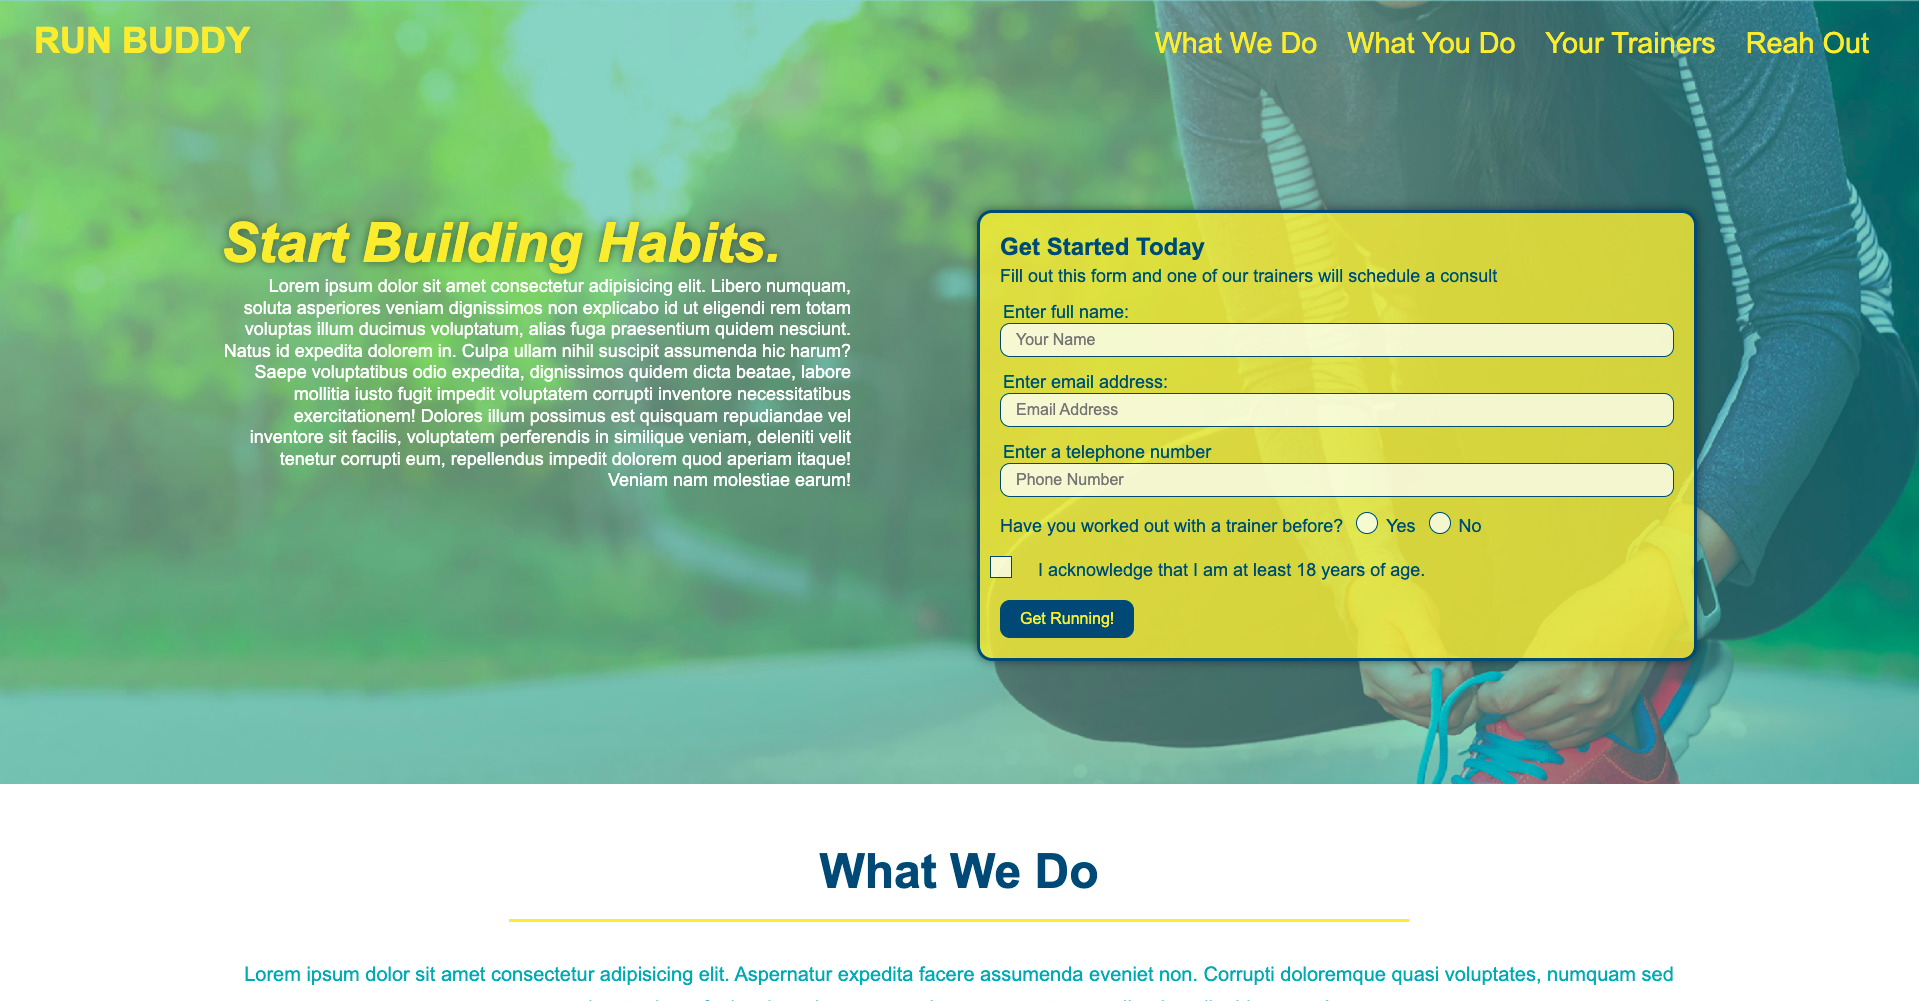 RUN BUDDY
What We Do What You Do Your Trainers Reah Out
Start Building Habits.
Lorem ipsum dolor sit amet consectetur adipisicing elit. Libero numquam,
soluta asperiores veniam dignissimos non explicabo id ut eligendi rem totam
voluptas illum ducimus voluptatum, alias fuga praesentium quidem nesciunt.
Natus id expedita dolorem in. Culpa ullam nihil suscipit assumenda hic harum?
Saepe voluptatibus odio expedita, dignissimos quidem dicta beatae, labore
mollitia iusto fugit impedit voluptatem corrupti inventore necessitatibus
exercitationem! Dolores illum possimus est quisquam repudiandae vel
inventore sit facilis, voluptatem perferendis in similique veniam, deleniti velit
tenetur corrupti eum, repellendus impedit dolorem quod aperiam itaque!
Veniam nam molestiae earum!
Get Started Today
Fill out this form and one of our trainers will schedule a consult
Enter full name:
Your Name
Enter email address:
Email Address
Enter a telephone number
Phone Number
Have you worked out with a trainer before? Yes No
I acknowledge that I am at least 18 years of age.
Get Running!
What We Do
Lorem ipsum dolor sit amet consectetur adipisicing elit. Aspernatur expedita facere assumenda eveniet non. Corrupti doloremque quasi voluptates, numquam sed